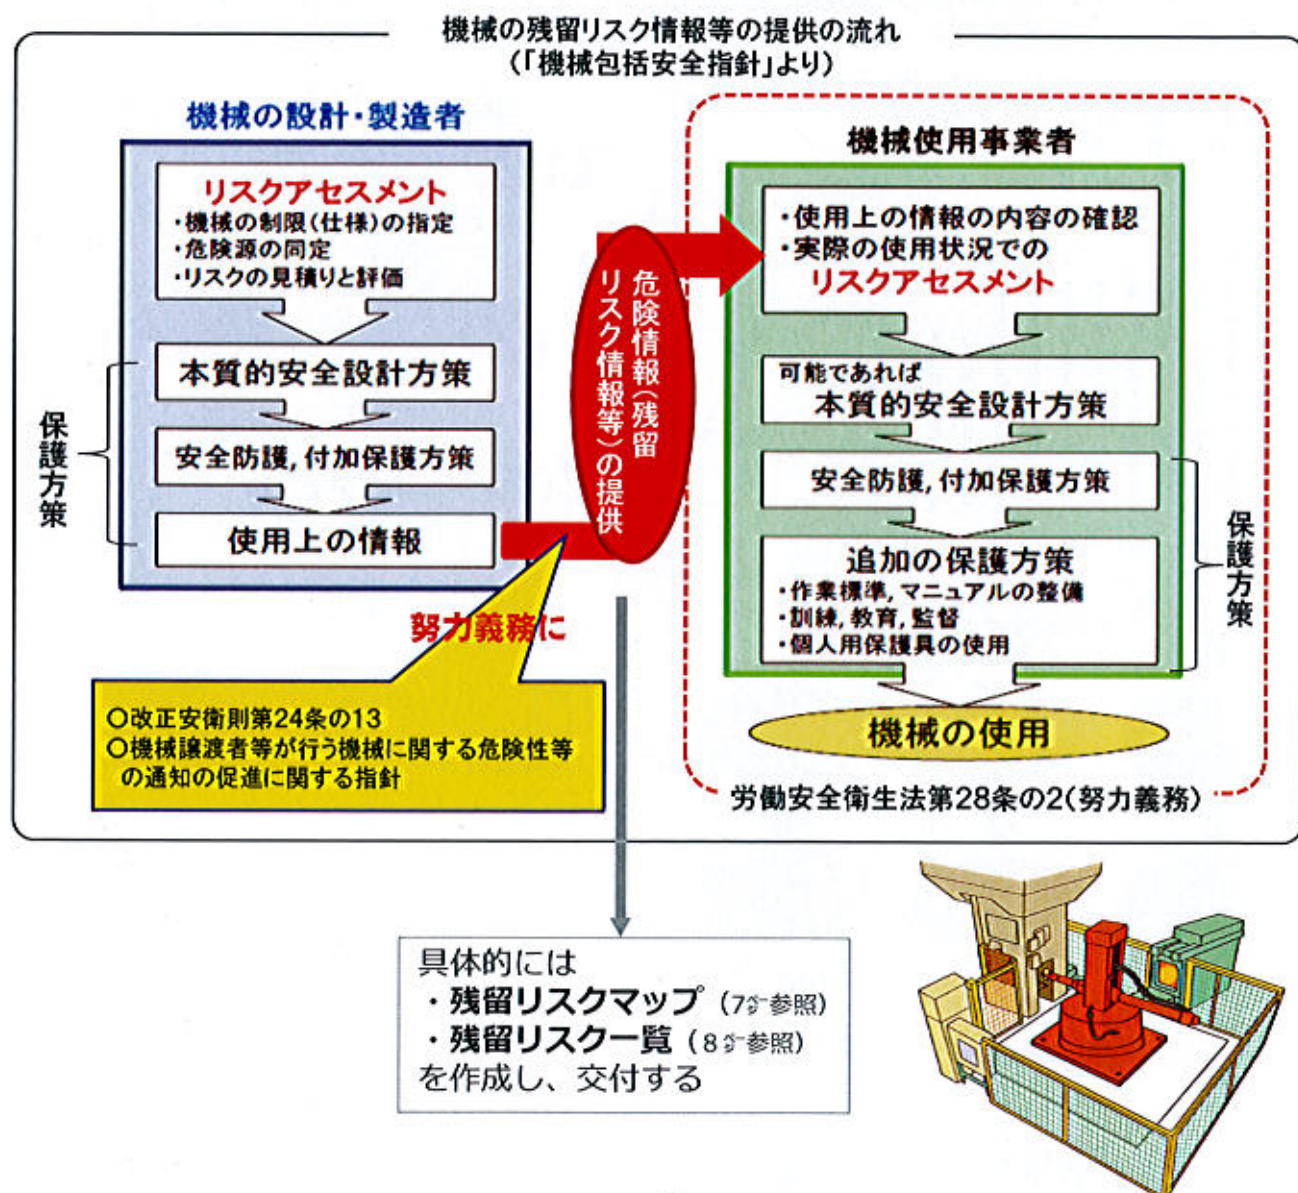 機械の残留リスク情報等の提供の流れ
(「機械包括安全指針」より)
機械の設計・製造者
リスクアセスメント
・機械の制限(仕様)の指定
・危険源の同定
・リスクの見積りと評価
本質的安全設計方策
安全防護,付加保護方策
使用上の情報
保護方策
危険情報(残留
リスク情報等)の提供
努力義務に
〇改正安衛則第24条の13
〇機械譲渡者等が行う機械に関する危険性等
の通知の促進に関する指針
機械使用事業者
・使用上の情報の内容の確認
・実際の使用状況での
リスクアセスメント
可能であれば
本質的安全設計方策
安全防護,付加保護方策
追加の保護方策
・作業標準,マニュアルの整備
・訓練,教育,監督
・個人用保護具の使用
保護方策
機械の使用
労働安全衛生法第28条の2(努力義務)
具体的には
・残留リスクマップ(7㌻参照)
・残留リスク一覧(8㌻参照)
を作成し、交付する